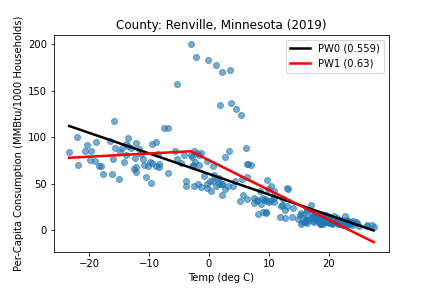 County: Renville, Minnesota (2019)
PW0 (0.559)
PW1 (0.63)
Per-Capita Consumption (MMBtu/1000 Households)
200
150
100
50
0
−20 −10 0 10 20
Temp (deg C)